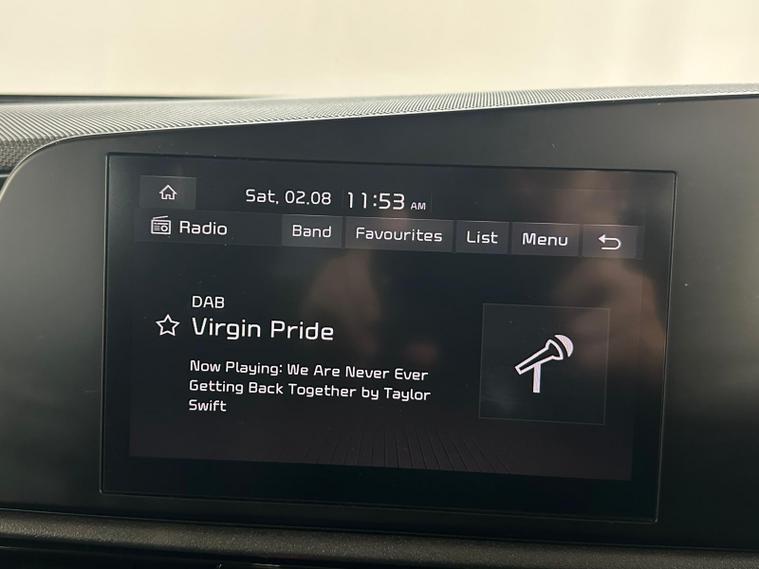 Sat, 02.08 11:53 AM
Radio Band Favourites List Menu
DAB
Virgin Pride
Now Playing: We Are Never Ever
Getting Back Together by Taylor
Swift